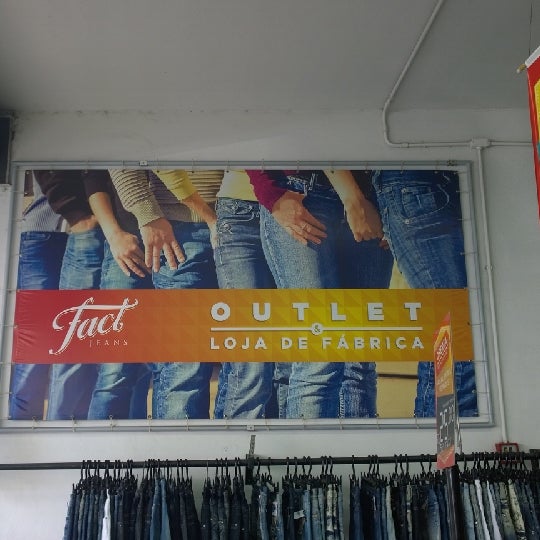 fact
JEANS
OUTLET
&
LOJA DE FÁBRICA